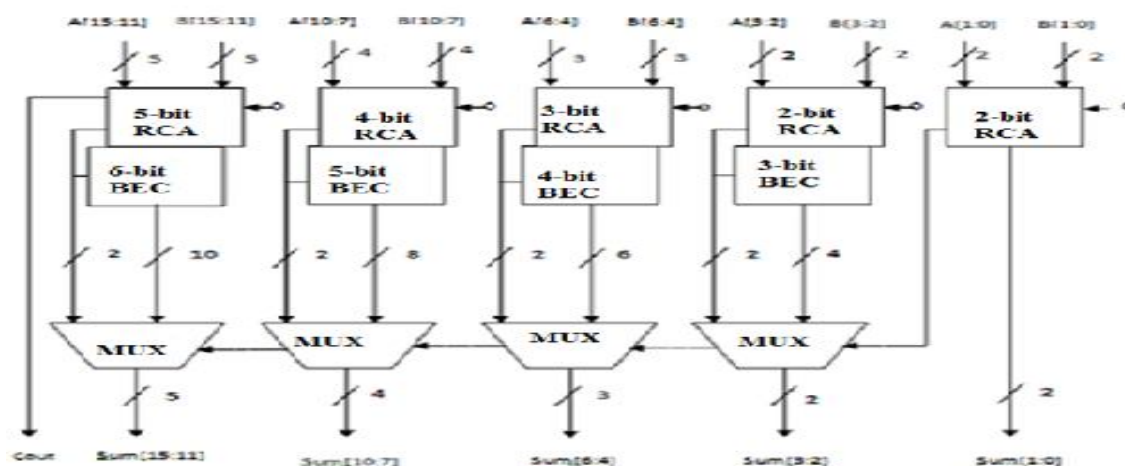 A[15:11] B[15:11] A[10:7] B[10:7] A[6:4] B[6:4] A[3:2] B[3:2] A[1:0] B[1:0]
5 5 4 4 3 3 2 2 2 2
5-bit RCA
0
4-bit RCA
0
3-bit RCA
0
2-bit RCA
0
2-bit RCA
6-bit BEC
5-bit BEC
4-bit BEC
3-bit BEC
2 10 2 8 2 6 2 4
MUX MUX MUX MUX
5 4 3 2 2
Cout Sum[15:11] Sum[10:7] Sum[6:4] Sum[3:2] Sum[1:0]